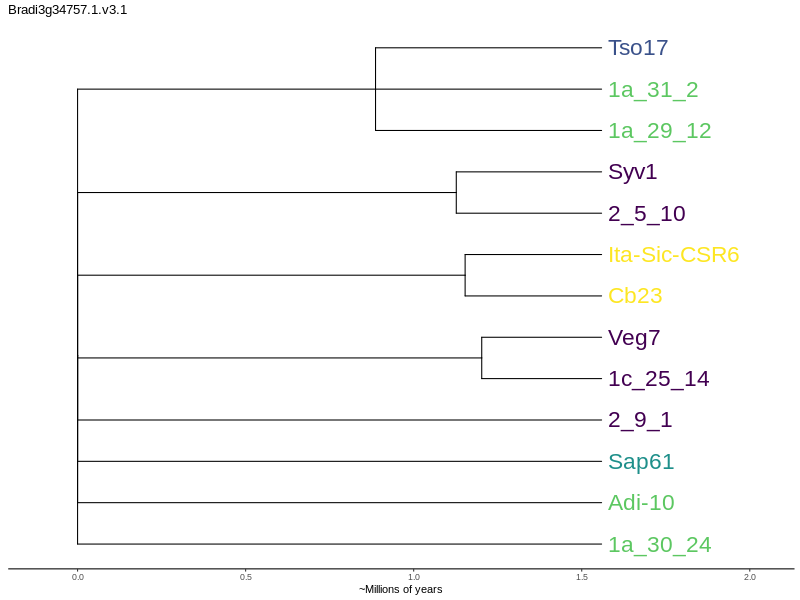 Bradi3g34757.1.v3.1
Tso17
1a_31_2
1a_29_12
Syv1
2_5_10
Ita-Sic-CSR6
Cb23
Veg7
1c_25_14
2_9_1
Sap61
Adi-10
1a_30_24
0.0 0.5 1.0 1.5 2.0
~Millions of years